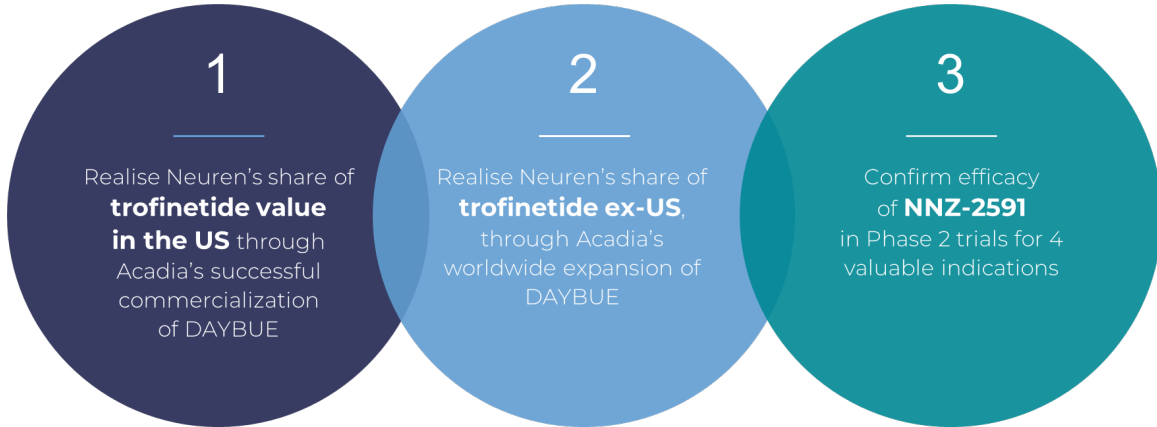 1
Realise Neuren’s share of
trofinetide value
in the US through
Acadia’s successful
commercialization
of DAYBUE
2
Realise Neuren’s share of
trofinetide ex-US,
through Acadia’s
worldwide expansion of
DAYBUE
3
Confirm efficacy
of NNZ-2591
in Phase 2 trials for 4
valuable indications